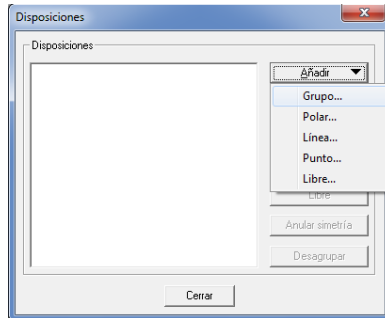 Disposiciones
Disposiciones
Añadir
Grupo...
Polar...
Línea...
Punto...
Libre...
Libre
Anular simetría
Desagrupar
Cerrar